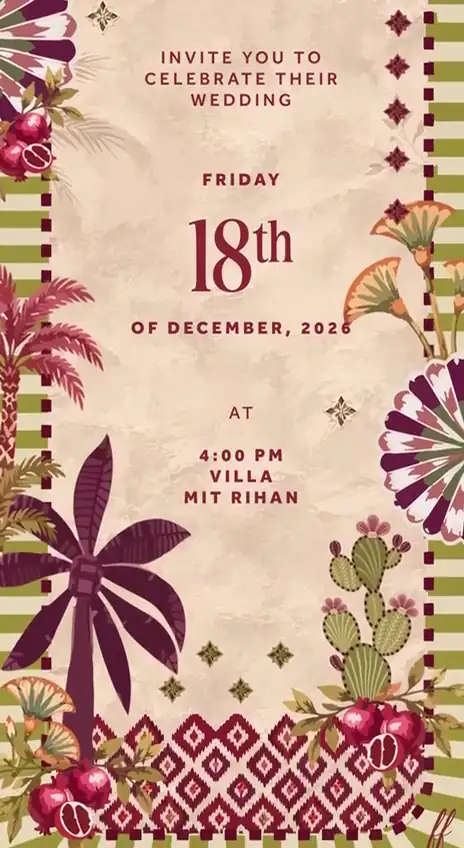 INVITE YOU TO
CELEBRATE THEIR
WEDDING
FRIDAY
18th
OF DECEMBER, 2026
AT
4:00 PM
VILLA
MIT RIHAN